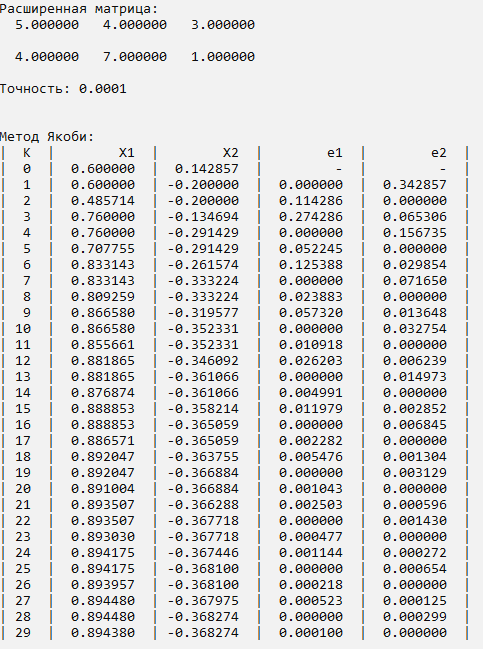 Расширенная матрица:
5.000000 4.000000 3.000000
4.000000 7.000000 1.000000
Точность: 0.0001
Метод Якоби:
| K | X1 | X2 | e1 | e2 |
| 0 | 0.600000 | 0.142857 | - | - |
| 1 | 0.600000 | -0.200000 | 0.000000 | 0.342857 |
| 2 | 0.485714 | -0.200000 | 0.114286 | 0.000000 |
| 3 | 0.760000 | -0.134694 | 0.274286 | 0.065306 |
| 4 | 0.760000 | -0.291429 | 0.000000 | 0.156735 |
| 5 | 0.707755 | -0.291429 | 0.052245 | 0.000000 |
| 6 | 0.833143 | -0.261574 | 0.125388 | 0.029854 |
| 7 | 0.833143 | -0.333224 | 0.000000 | 0.071650 |
| 8 | 0.809259 | -0.333224 | 0.023883 | 0.000000 |
| 9 | 0.866580 | -0.319577 | 0.057320 | 0.013648 |
| 10 | 0.866580 | -0.352331 | 0.000000 | 0.032754 |
| 11 | 0.855661 | -0.352331 | 0.010918 | 0.000000 |
| 12 | 0.881865 | -0.346092 | 0.026203 | 0.006239 |
| 13 | 0.881865 | -0.361066 | 0.000000 | 0.014973 |
| 14 | 0.876874 | -0.361066 | 0.004991 | 0.000000 |
| 15 | 0.888853 | -0.358214 | 0.011979 | 0.002852 |
| 16 | 0.888853 | -0.365059 | 0.000000 | 0.006845 |
| 17 | 0.886571 | -0.365059 | 0.002282 | 0.000000 |
| 18 | 0.892047 | -0.363755 | 0.005476 | 0.001304 |
| 19 | 0.892047 | -0.366884 | 0.000000 | 0.003129 |
| 20 | 0.891004 | -0.366884 | 0.001043 | 0.000000 |
| 21 | 0.893507 | -0.366288 | 0.002503 | 0.000596 |
| 22 | 0.893507 | -0.367718 | 0.000000 | 0.001430 |
| 23 | 0.893030 | -0.367718 | 0.000477 | 0.000000 |
| 24 | 0.894175 | -0.367446 | 0.001144 | 0.000272 |
| 25 | 0.894175 | -0.368100 | 0.000000 | 0.000654 |
| 26 | 0.893957 | -0.368100 | 0.000218 | 0.000000 |
| 27 | 0.894480 | -0.367975 | 0.000523 | 0.000125 |
| 28 | 0.894480 | -0.368274 | 0.000000 | 0.000299 |
| 29 | 0.894380 | -0.368274 | 0.000100 | 0.000000 |